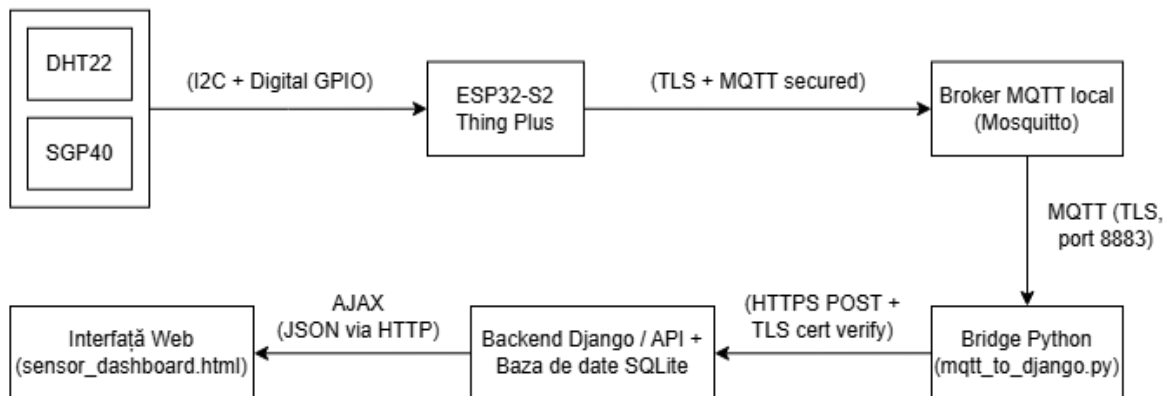 DHT22
SGP40
(I2C + Digital GPIO)
ESP32-S2
Thing Plus
(TLS + MQTT secured)
Broker MQTT local
(Mosquitto)
MQTT (TLS,
port 8883)
Bridge Python
(mqtt_to_django.py)
(HTTPS POST +
TLS cert verify)
Backend Django / API +
Baza de date SQLite
AJAX
(JSON via HTTP)
Interfață Web
(sensor_dashboard.html)